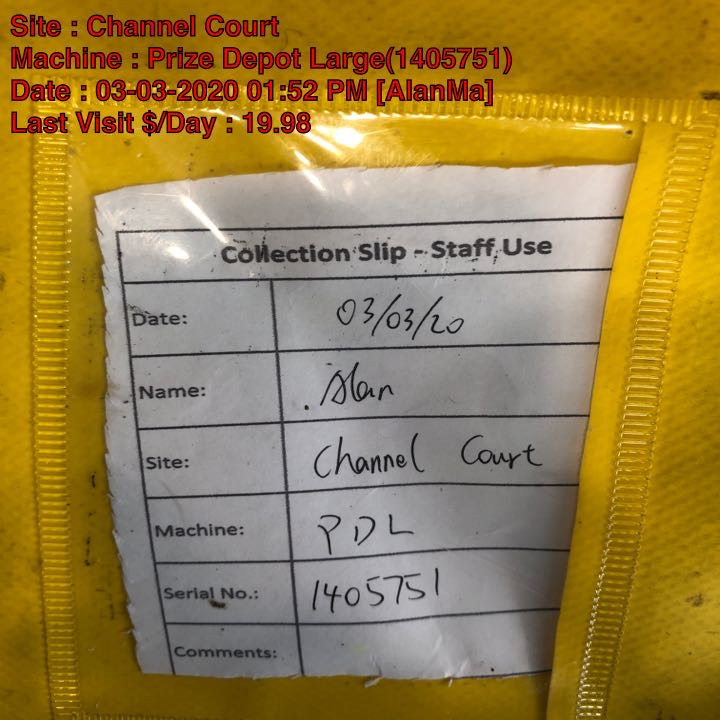 Site : Channel Court
Machine : Prize Depot Large(1405751)
Date : 03-03-2020 01:52 PM [AlanMa]
Last Visit $/Day : 19.98
Collection Slip - Staff Use
Date: 03/03/20
Name: Alan
Site: Channel Court
Machine: PDL
Serial No.: 1405751
Comments: